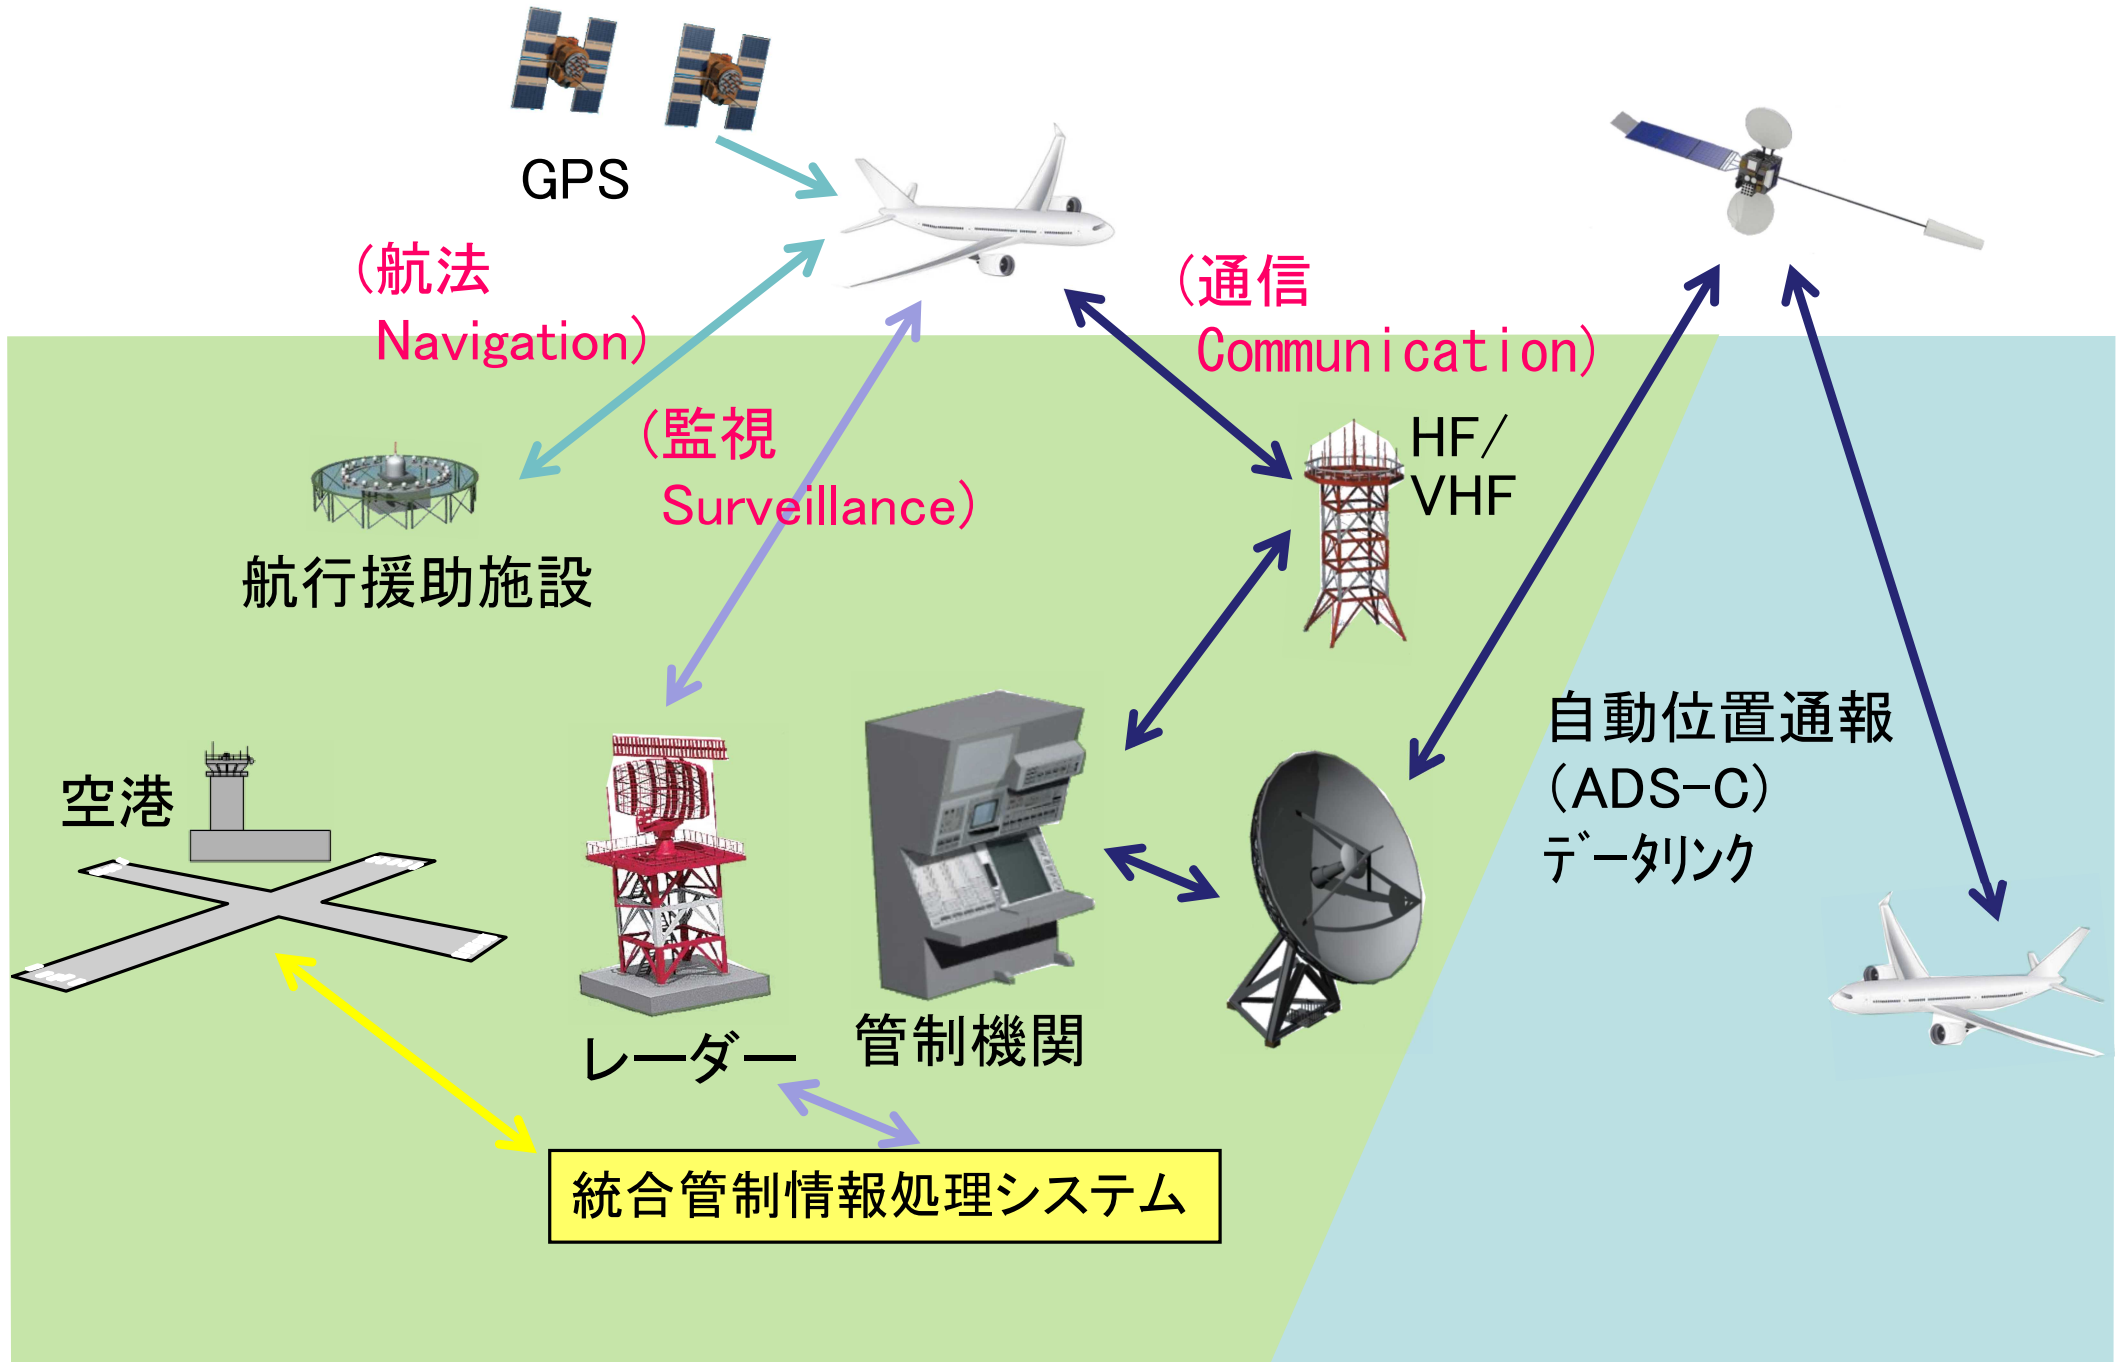 GPS
（航法
Navigation）
（通信
Communication）
（監視
Surveillance）
HF/
VHF
航行援助施設
自動位置通報
（ADS-C）
データリンク
空港
レーダー
管制機関
統合管制情報処理システム